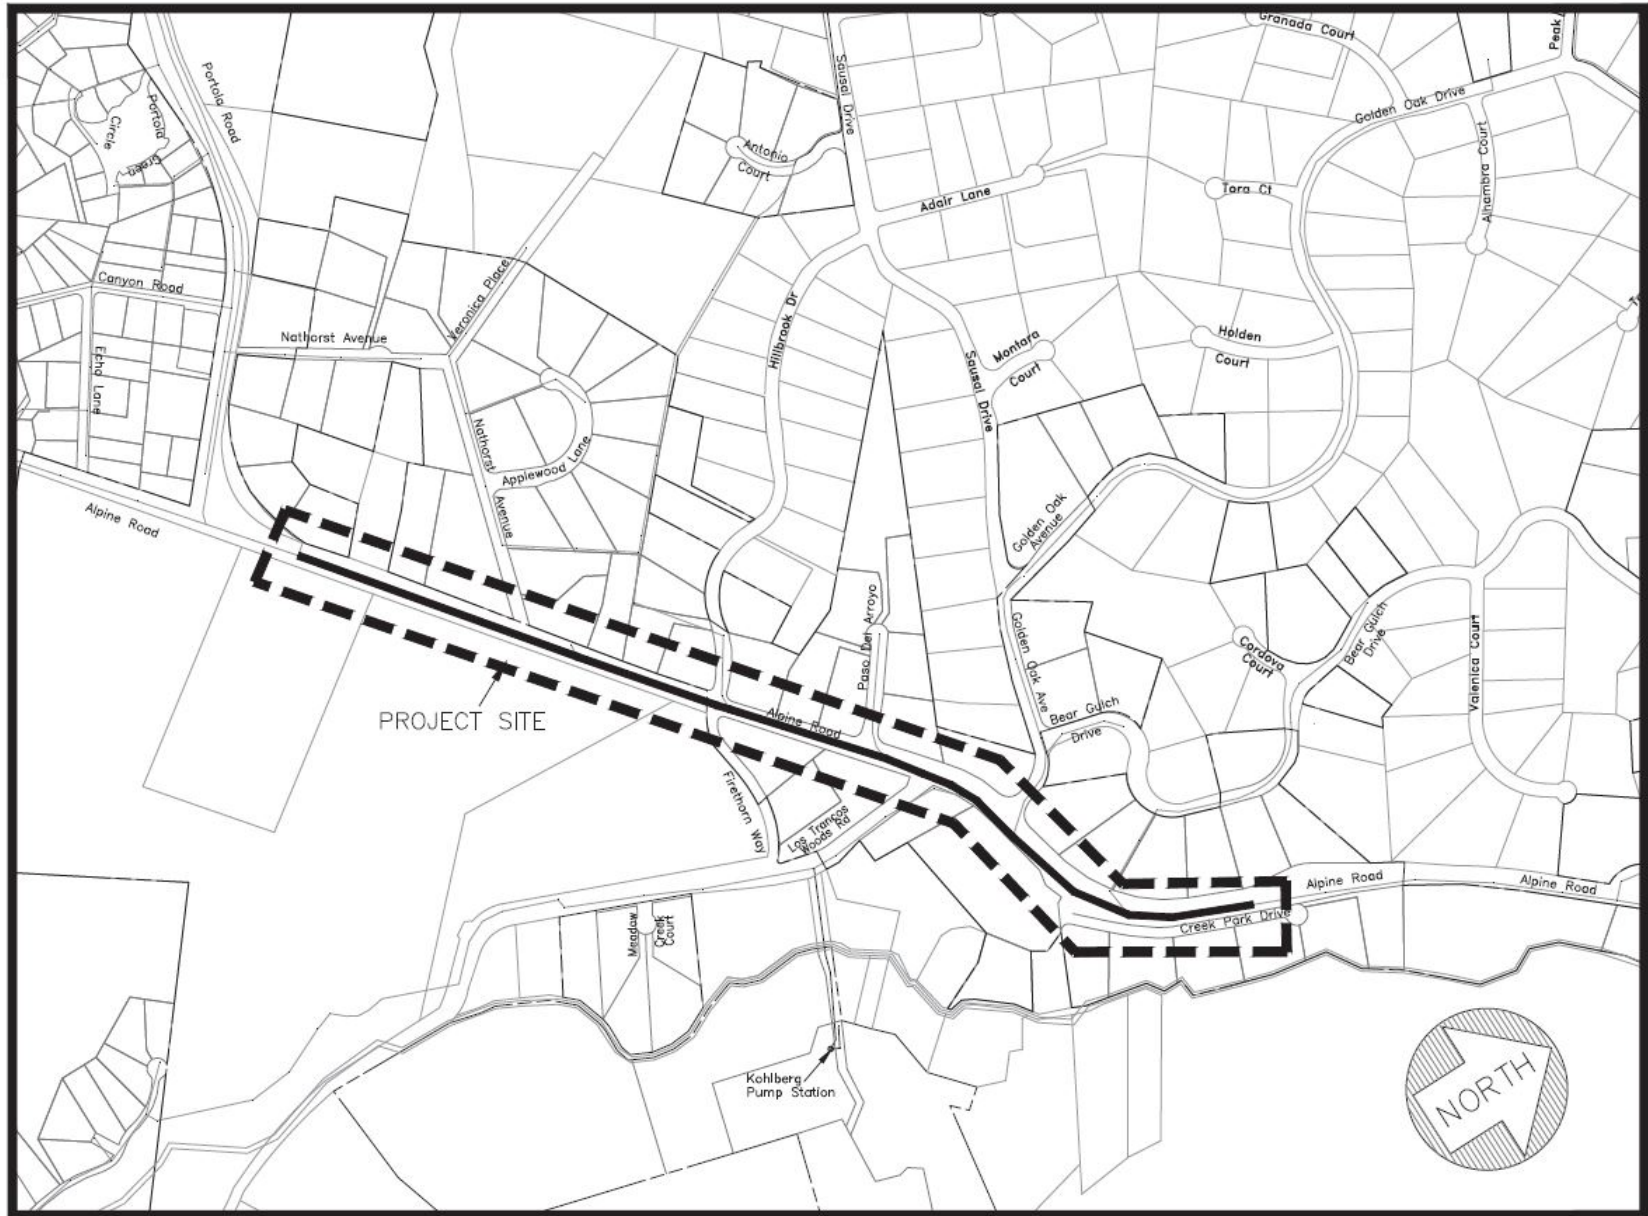 Granada Court
Peak
Portola Road
Sausal Drive
Golden Oak Drive
Portola
Green
Circle
Antonio
Court
Alhambra Court
Tara Ct
Adair Lane
Canyon Road
Veronica Place
Hillbrook Dr
Nathorst Avenue
Echo Lane
Montara
Court
Holden
Court
Sausal Drive
Nathorst
Avenue
Applewood Lane
Alpine Road
Golden Oak
Avenue
Paso Del Arroyo
Golden Oak Ave
Cordova
Court
Bear Gulch
Drive
Valenica Court
PROJECT SITE
Alpine Road
Bear Gulch
Drive
Firethorn Way
Los Trancos
Woods Rd
Alpine Road
Alpine Road
Creek Park Drive
Meadow
Creek
Court
Kohlberg
Pump Station
NORTH